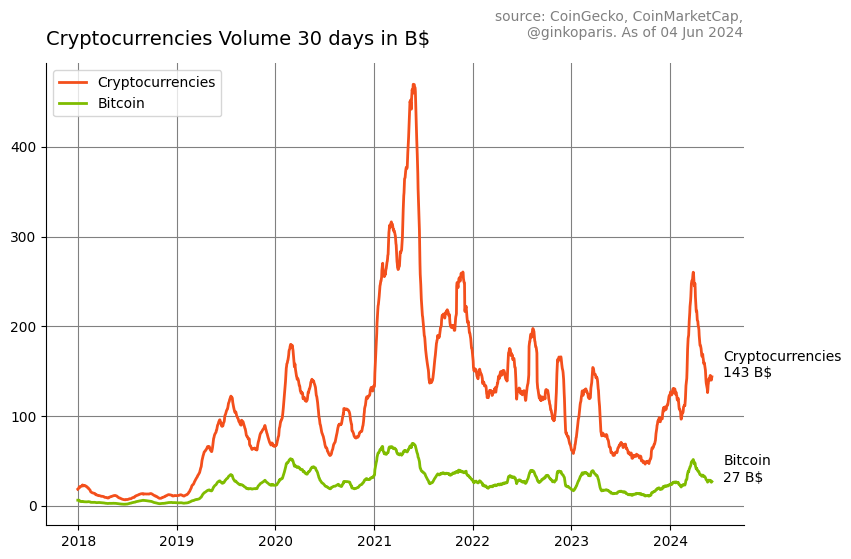 source: CoinGecko, CoinMarketCap,
@ginkoparis. As of 04 Jun 2024
Cryptocurrencies Volume 30 days in B$
Cryptocurrencies
Bitcoin
400
300
200
100
0
Cryptocurrencies
143 B$
Bitcoin
27 B$
2018 2019 2020 2021 2022 2023 2024